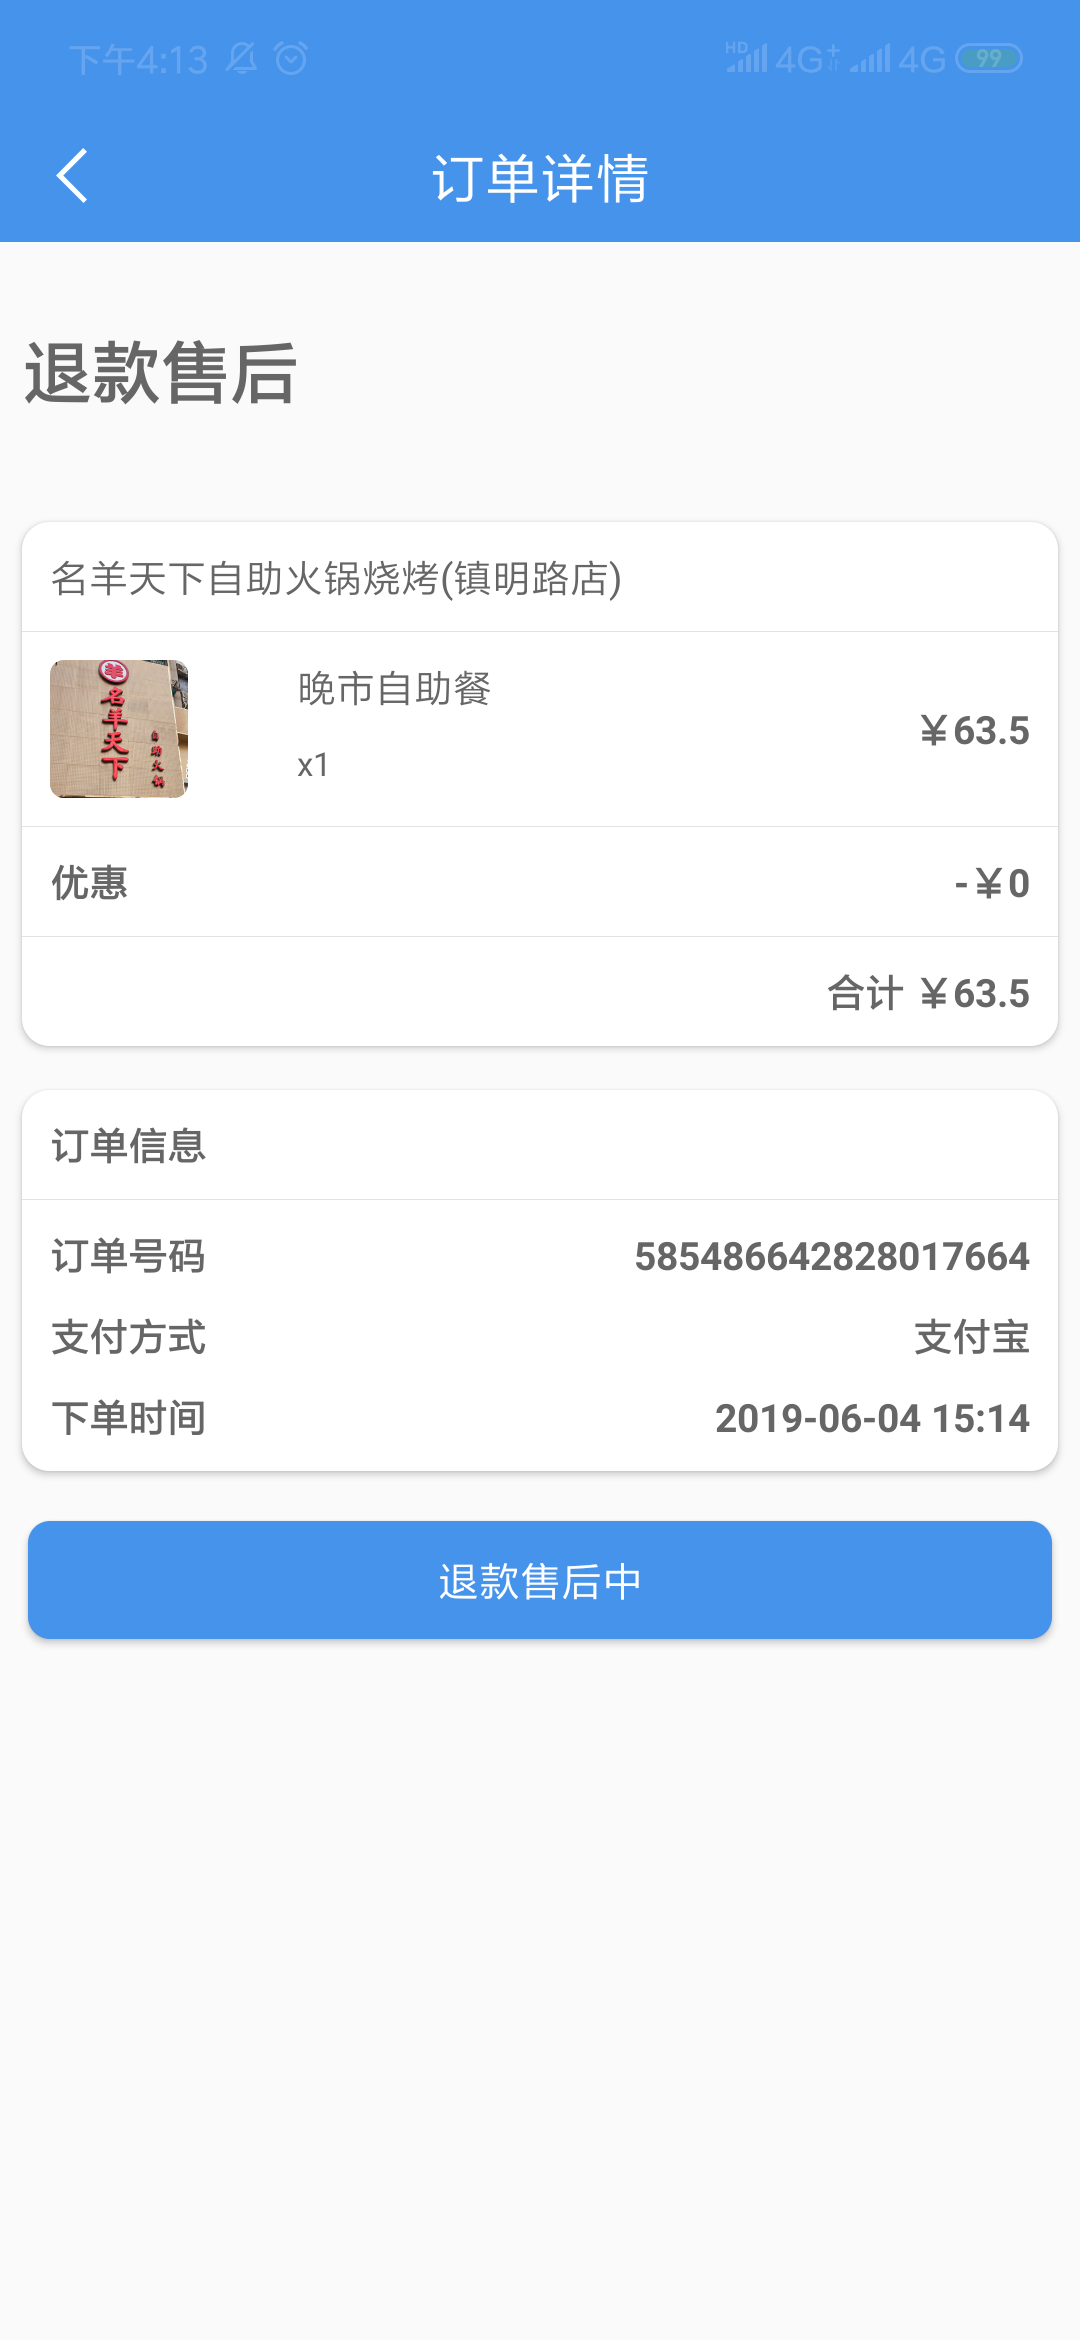 下午4:13 HD 4G+ 4G 99
订单详情
退款售后
名羊天下自助火锅烧烤(镇明路店)
羊
名羊天下
自助火锅
晚市自助餐
x1
￥63.5
优惠 -￥0
合计 ￥63.5
订单信息
订单号码 585486642828017664
支付方式 支付宝
下单时间 2019-06-04 15:14
退款售后中